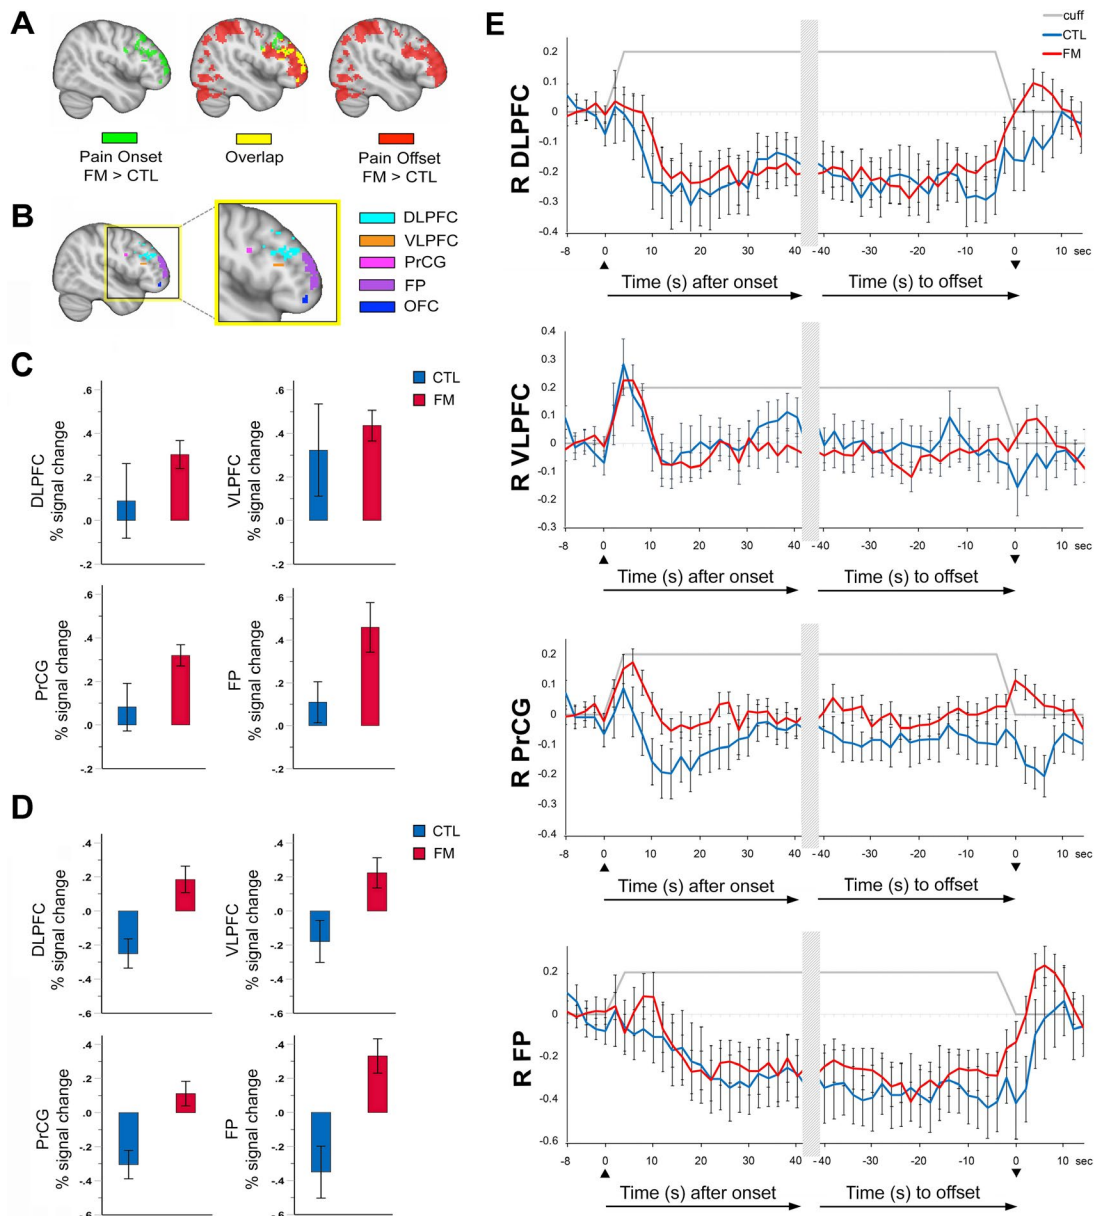 A
Pain Onset
FM > CTL
Overlap
Pain Offset
FM > CTL
B
DLPFC
VLPFC
PrCG
FP
OFC
C
CTL
FM
DLPFC
% signal change
.6
.4
.2
.0
-.2
VLPFC
% signal change
.6
.4
.2
.0
-.2
PrCG
% signal change
.6
.4
.2
.0
-.2
FP
% signal change
.6
.4
.2
.0
-.2
D
CTL
FM
DLPFC
% signal change
.4
.2
.0
-.2
-.4
-.6
VLPFC
% signal change
.4
.2
.0
-.2
-.4
-.6
PrCG
% signal change
.4
.2
.0
-.2
-.4
-.6
FP
% signal change
.4
.2
.0
-.2
-.4
-.6
E
cuff
CTL
FM
R DLPFC
0.2
0.1
0
-0.1
-0.2
-0.3
-0.4
-8 0 10 20 30 40 -40 -30 -20 -10 0 10 sec
Time (s) after onset
Time (s) to offset
R VLPFC
0.4
0.3
0.2
0.1
0
-0.1
-0.2
-0.3
-8 0 10 20 30 40 -40 -30 -20 -10 0 10 sec
Time (s) after onset
Time (s) to offset
R PrCG
0.2
0.1
0
-0.1
-0.2
-0.3
-0.4
-8 0 10 20 30 40 -40 -30 -20 -10 0 10 sec
Time (s) after onset
Time (s) to offset
R FP
0.2
0
-0.2
-0.4
-0.6
-8 0 10 20 30 40 -40 -30 -20 -10 0 10 sec
Time (s) after onset
Time (s) to offset